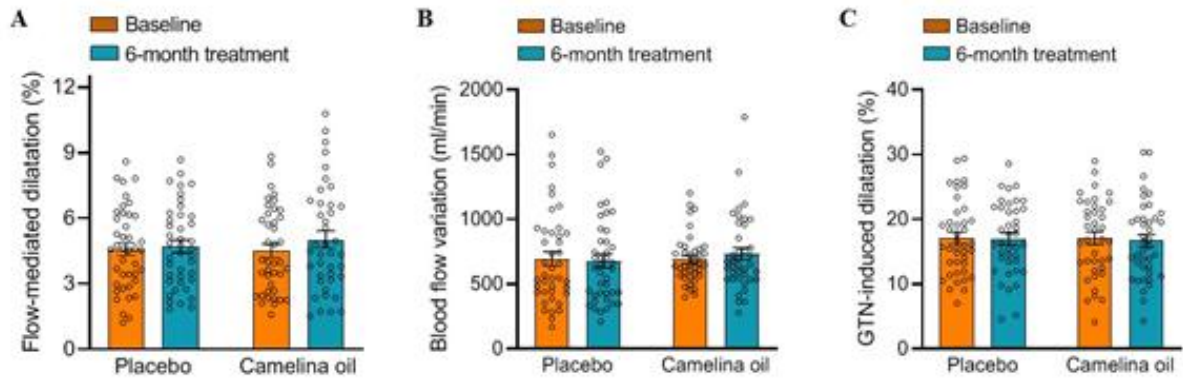 A
Baseline
6-month treatment
Flow-mediated dilatation (%)
12
9
6
3
0
Placebo
Camelina oil
B
Baseline
6-month treatment
Blood flow variation (ml/min)
2000
1500
1000
500
0
Placebo
Camelina oil
C
Baseline
6-month treatment
GTN-induced dilatation (%)
40
30
20
10
0
Placebo
Camelina oil